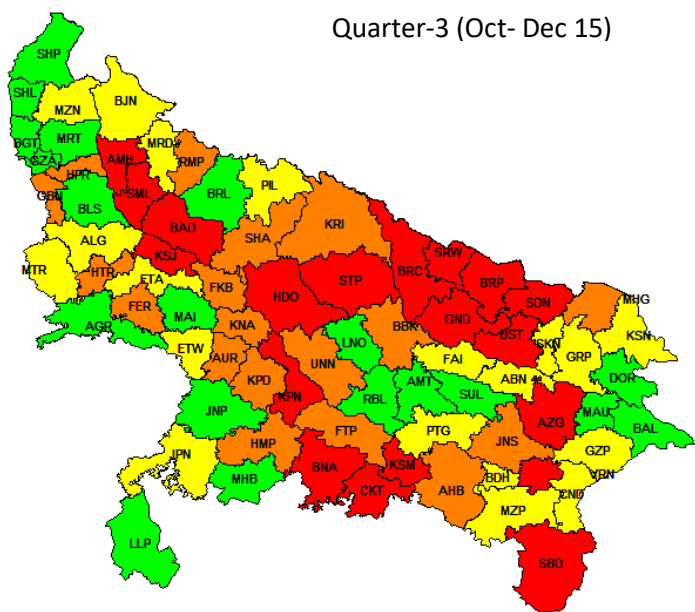 Quarter-3 (Oct- Dec 15)
SHP
SHL
MZN
BJN
BGT
MRT
MRD
GZA
AMH
RMP
HPR
SML
BRL
PIL
GBN
BLS
BAD
KRI
ALG
SHA
KSJ
MTR
HTR
ETA
FKB
HDO
STP
BRC
SRW
BRP
SDN
MHG
FER
MAI
KNA
AGR
GND
BST
SKN
KSN
ETW
LNO
BBK
GRP
AUR
UNN
FAI
ABN
DOR
KPD
KPN
RBL
AMT
SUL
JNP
AZG
MAU
BAL
FTP
PTG
JNS
HMP
GZP
JPN
BNA
KSM
MHB
CKT
AHB
BDH
VRN
CND
MZP
LLP
SBD